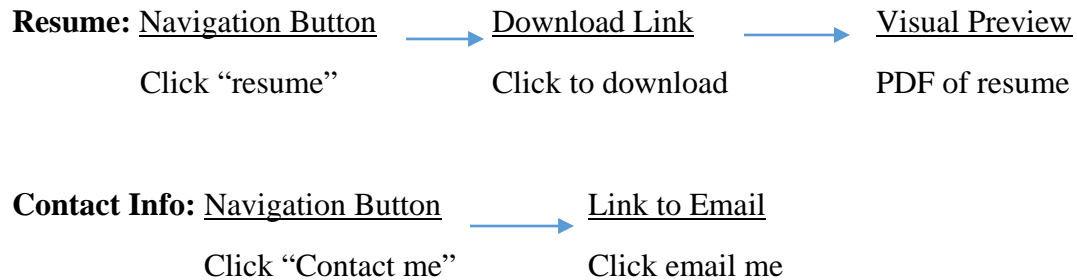 Resume: Navigation Button Download Link Visual Preview
Click “resume” Click to download PDF of resume
Contact Info: Navigation Button Link to Email
Click “Contact me” Click email me